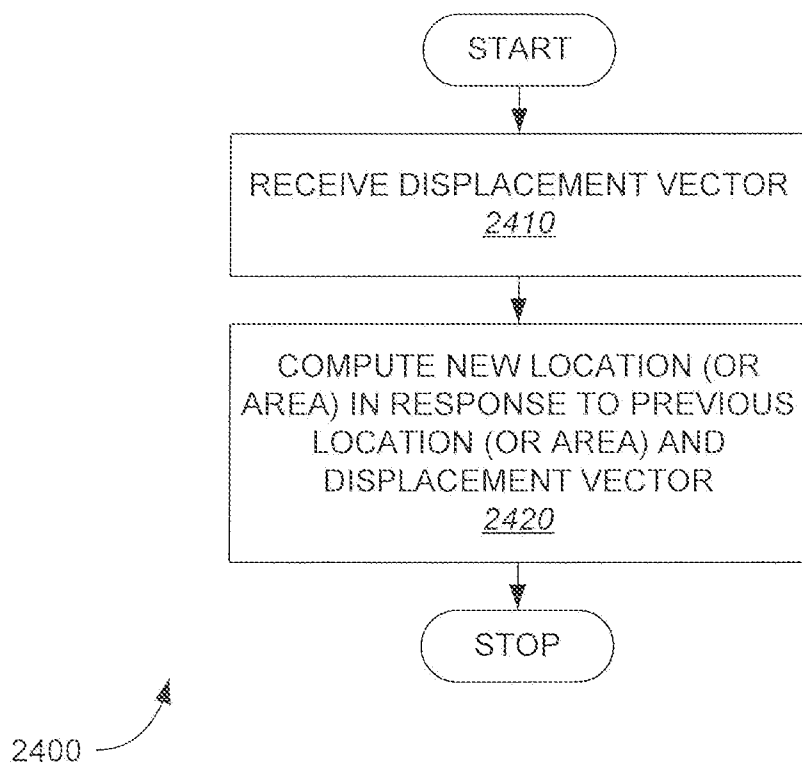 START
RECEIVE DISPLACEMENT VECTOR
2410
COMPUTE NEW LOCATION (OR
AREA) IN RESPONSE TO PREVIOUS
LOCATION (OR AREA) AND
DISPLACEMENT VECTOR
2420
STOP
2400